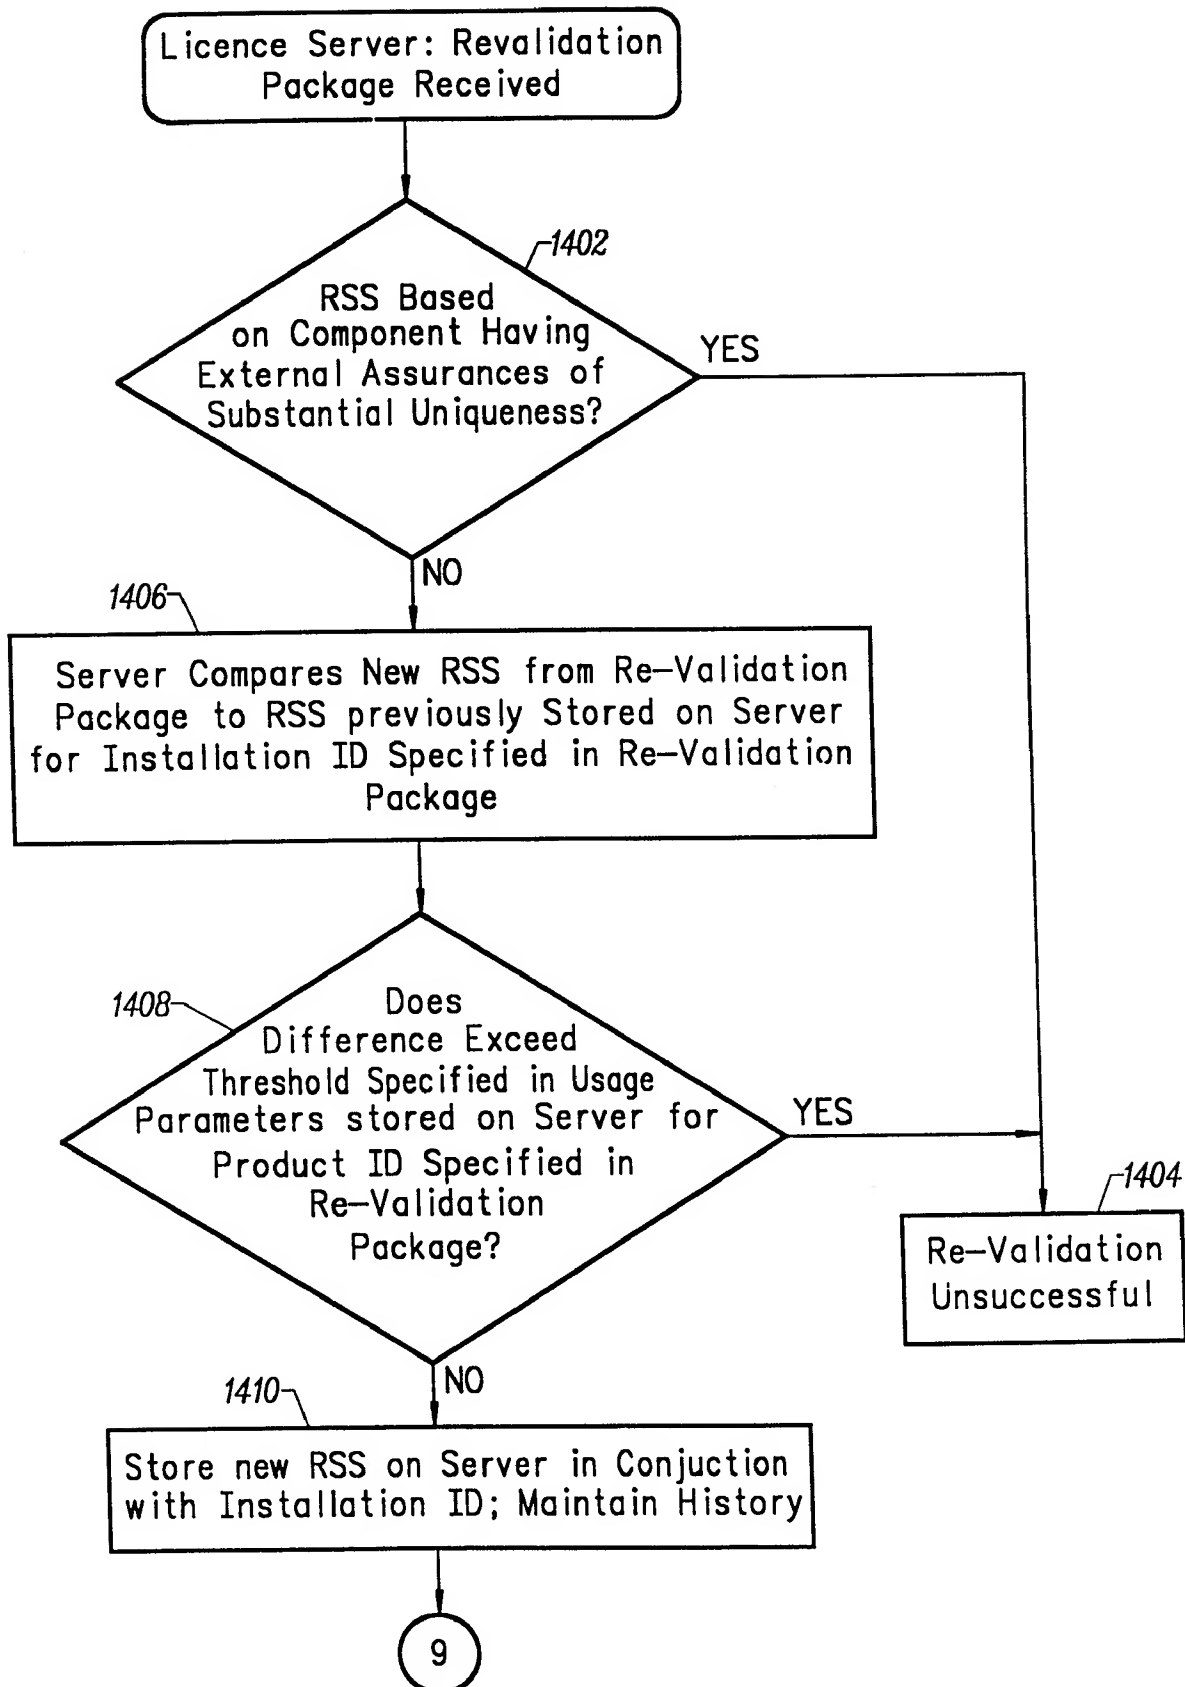 Licence Server: Revalidation
Package Received
1402
RSS Based
on Component Having
External Assurances of
Substantial Uniqueness?
YES
NO
1406
Server Compares New RSS from Re-Validation
Package to RSS previously Stored on Server
for Installation ID Specified in Re-Validation
Package
1408
Does
Difference Exceed
Threshold Specified in Usage
Parameters stored on Server for
Product ID Specified in
Re-Validation
Package?
YES
1404
Re-Validation
Unsuccessful
NO
1410
Store new RSS on Server in Conjuction
with Installation ID; Maintain History
9